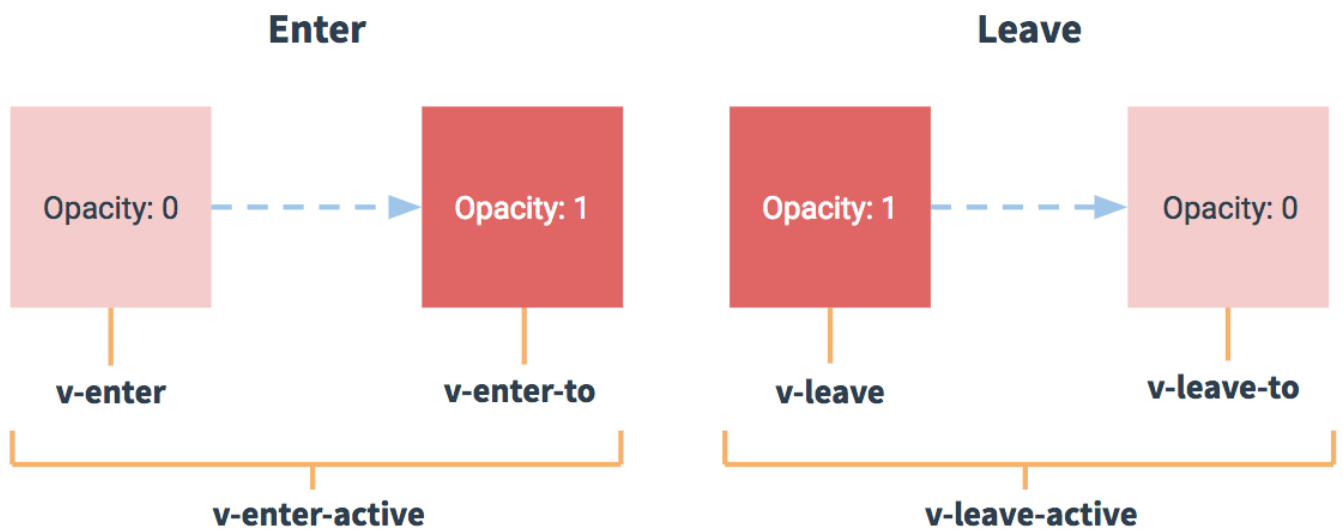 Enter
Opacity: 0
Opacity: 1
v-enter
v-enter-to
v-enter-active
Leave
Opacity: 1
Opacity: 0
v-leave
v-leave-to
v-leave-active